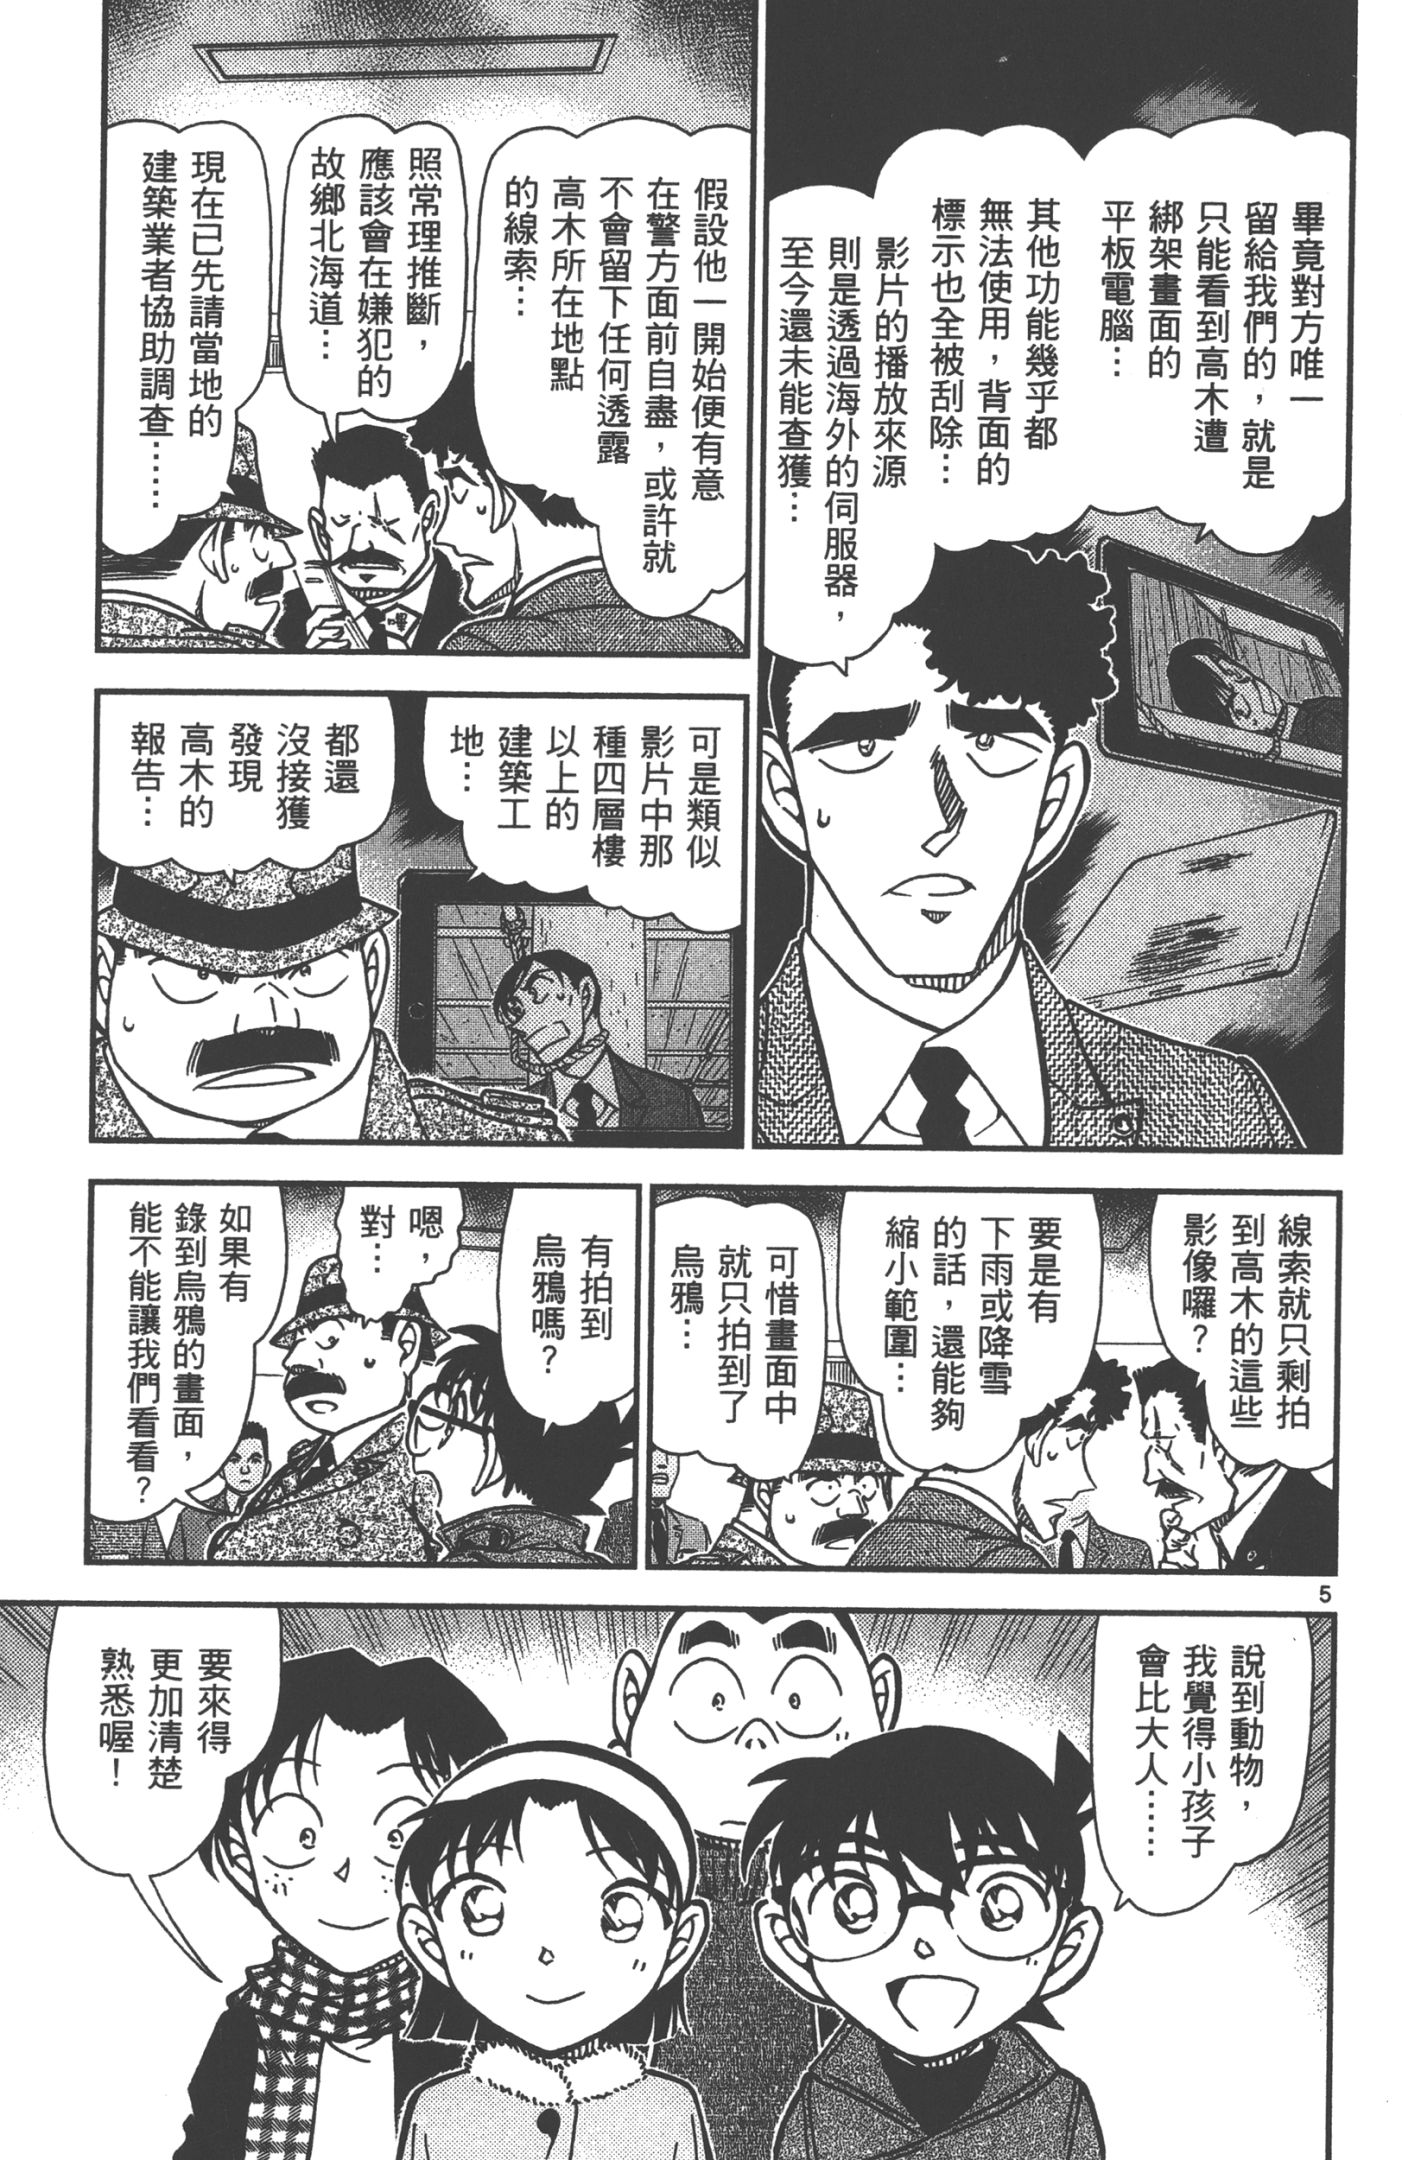 畢竟對方唯一
留給我們的，就是
只能看到高木遭
綁架畫面的
平板電腦…
其他功能幾乎都
無法使用，背面的
標示也全被刮除…
影片的播放來源
則是透過海外的伺服器，
至今還未能查獲…
假設他一開始便有意
在警方面前自盡，或許就
不會留下任何透露
高木所在地點
的線索…
照常理推斷，
應該會在嫌犯的
故鄉北海道…
現在已先請當地的
建築業者協助調查……
嗶
可是類似
影片中那
種四層樓
以上的
建築工
地…
都還
沒接獲
發現
高木的
報告…
線索就只剩拍
到高木的這些
影像囉？
要是有
下雨或降雪
的話，還能夠
縮小範圍…
可惜畫面中
就只拍到了
烏鴉…
有拍到
烏鴉嗎？
嗯，
對…
如果有
錄到烏鴉的畫面，
能不能讓我們看看？
5
說到動物，
我覺得小孩子
會比大人……
要來得
更加清楚
熟悉喔！